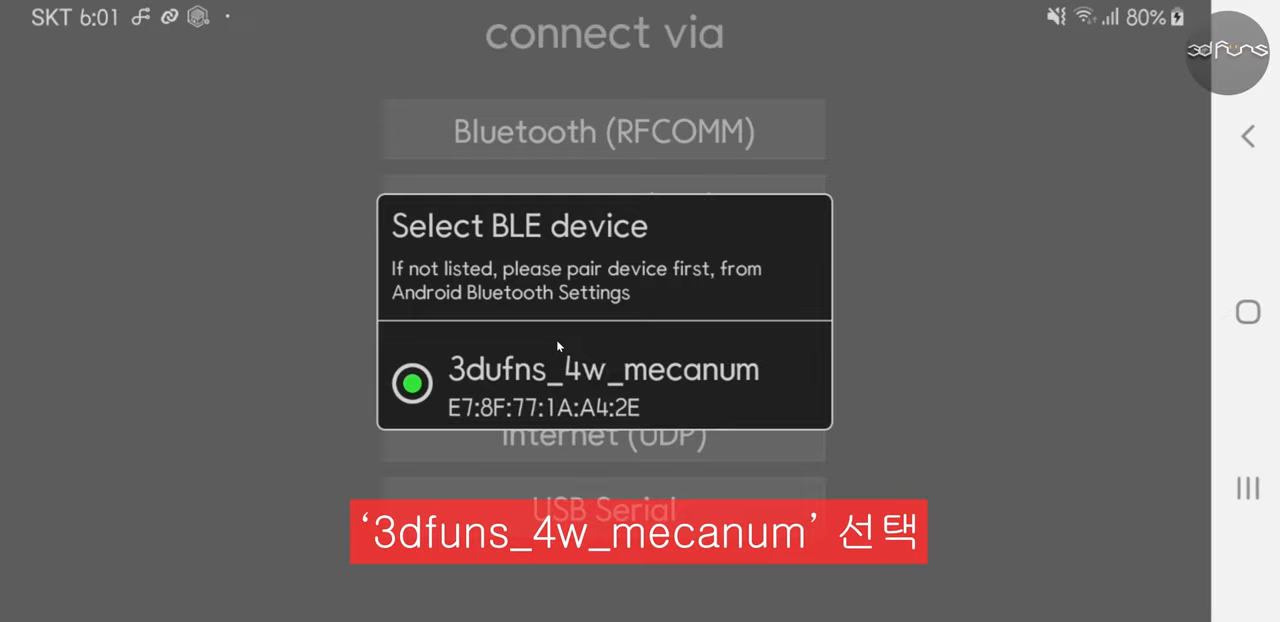 SKT 6:01
80%
3dfuns
connect via
Bluetooth (RFCOMM)
Select BLE device
If not listed, please pair device first, from
Android Bluetooth Settings
3dufns_4w_mecanum
E7:8F:77:1A:A4:2E
Internet (UDP)
USB Serial
‘3dfuns_4w_mecanum’ 선택